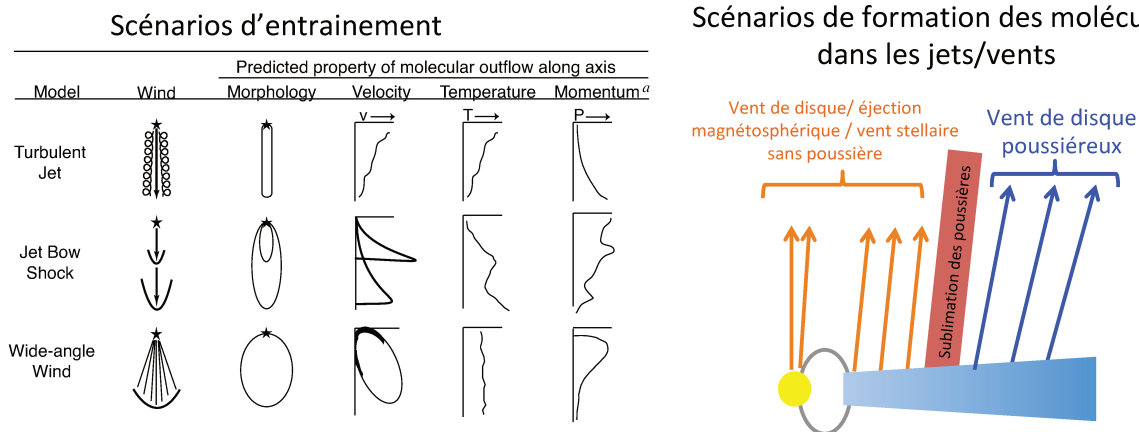 Scénarios d’entrainement
Predicted property of molecular outflow along axis
Model Wind Morphology Velocity Temperature Momentum a
v T P
Turbulent
Jet
Jet Bow
Shock
Wide-angle
Wind
Scénarios de formation des molécu
dans les jets/vents
Vent de disque/ éjection
magnétosphérique / vent stellaire
sans poussière
Vent de disque
poussiéreux
Sublimation des poussières